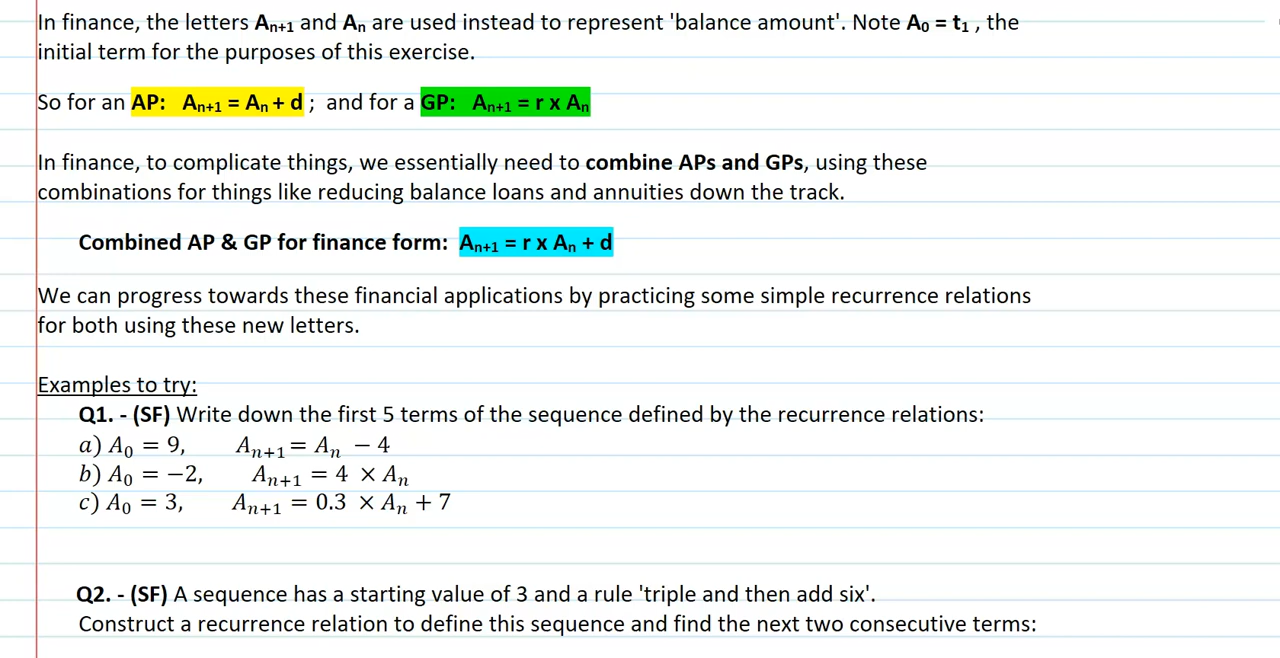 In finance, the letters Aₙ₊₁ and Aₙ are used instead to represent 'balance amount'. Note A₀ = t₁ , the
initial term for the purposes of this exercise.
So for an AP: Aₙ₊₁ = Aₙ + d ; and for a GP: Aₙ₊₁ = r x Aₙ
In finance, to complicate things, we essentially need to combine APs and GPs, using these
combinations for things like reducing balance loans and annuities down the track.
Combined AP & GP for finance form: Aₙ₊₁ = r x Aₙ + d
We can progress towards these financial applications by practicing some simple recurrence relations
for both using these new letters.
Examples to try:
Q1. - (SF) Write down the first 5 terms of the sequence defined by the recurrence relations:
a) A₀ = 9, Aₙ₊₁ = Aₙ − 4
b) A₀ = −2, Aₙ₊₁ = 4 × Aₙ
c) A₀ = 3, Aₙ₊₁ = 0.3 × Aₙ + 7
Q2. - (SF) A sequence has a starting value of 3 and a rule 'triple and then add six'.
Construct a recurrence relation to define this sequence and find the next two consecutive terms: